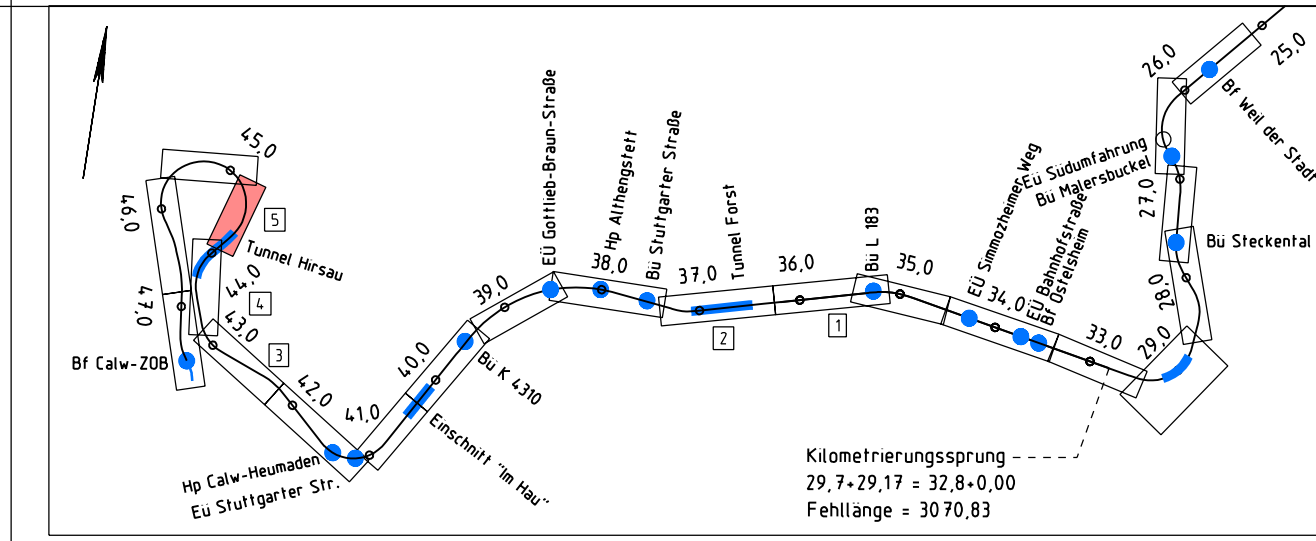 25,0
26,0
Bf Weil der Stadt
EÜ Südumfahrung
Bü Malersbuckel
27,0
Bü Steckental
28,0
29,0
33,0
EÜ Bahnhofstraße
Bf Ostelsheim
34,0
EÜ Simmozheimer Weg
35,0
Bü L 183
36,0
1
Tunnel Forst
37,0
2
Bü Stuttgarter Straße
38,0
Hp Althengstett
EÜ Gottlieb-Braun-Straße
39,0
Bü K 4310
40,0
Einschnitt "Im Hau"
41,0
Hp Calw-Heumaden
EÜ Stuttgarter Str.
42,0
3
43,0
4
44,0
Tunnel Hirsau
5
45,0
46,0
47,0
Bf Calw-ZOB
Kilometrierungssprung
29,7+29,17 = 32,8+0,00
Fehllänge = 3070,83